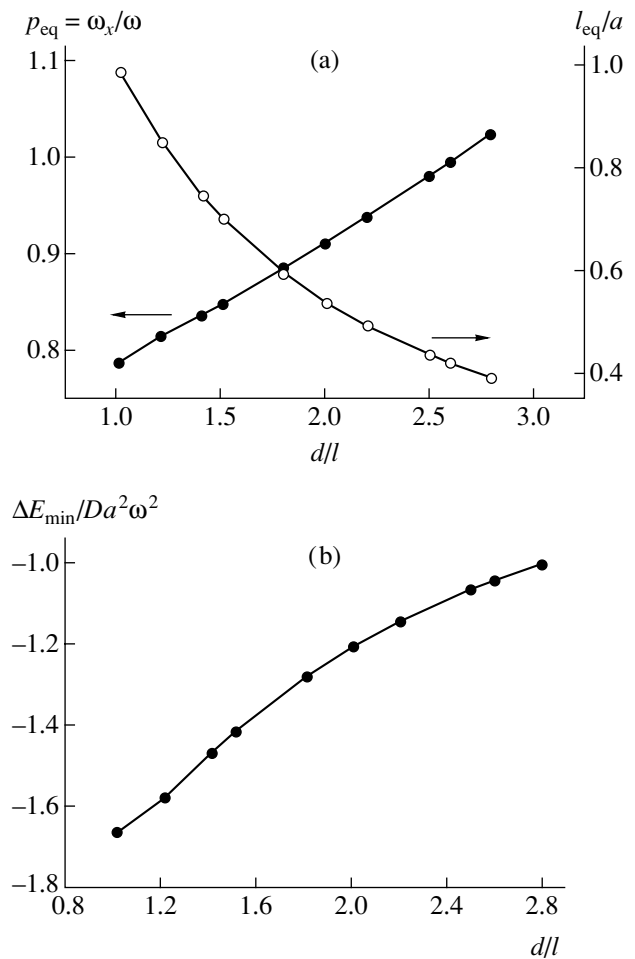 p_eq = ω_x/ω
l_eq/a
(a)
1.1
1.0
0.9
0.8
1.0
0.8
0.6
0.4
1.0 1.5 2.0 2.5 3.0
d/l
ΔE_min/Da²ω²
(b)
–1.0
–1.2
–1.4
–1.6
–1.8
0.8 1.2 1.6 2.0 2.4 2.8
d/l